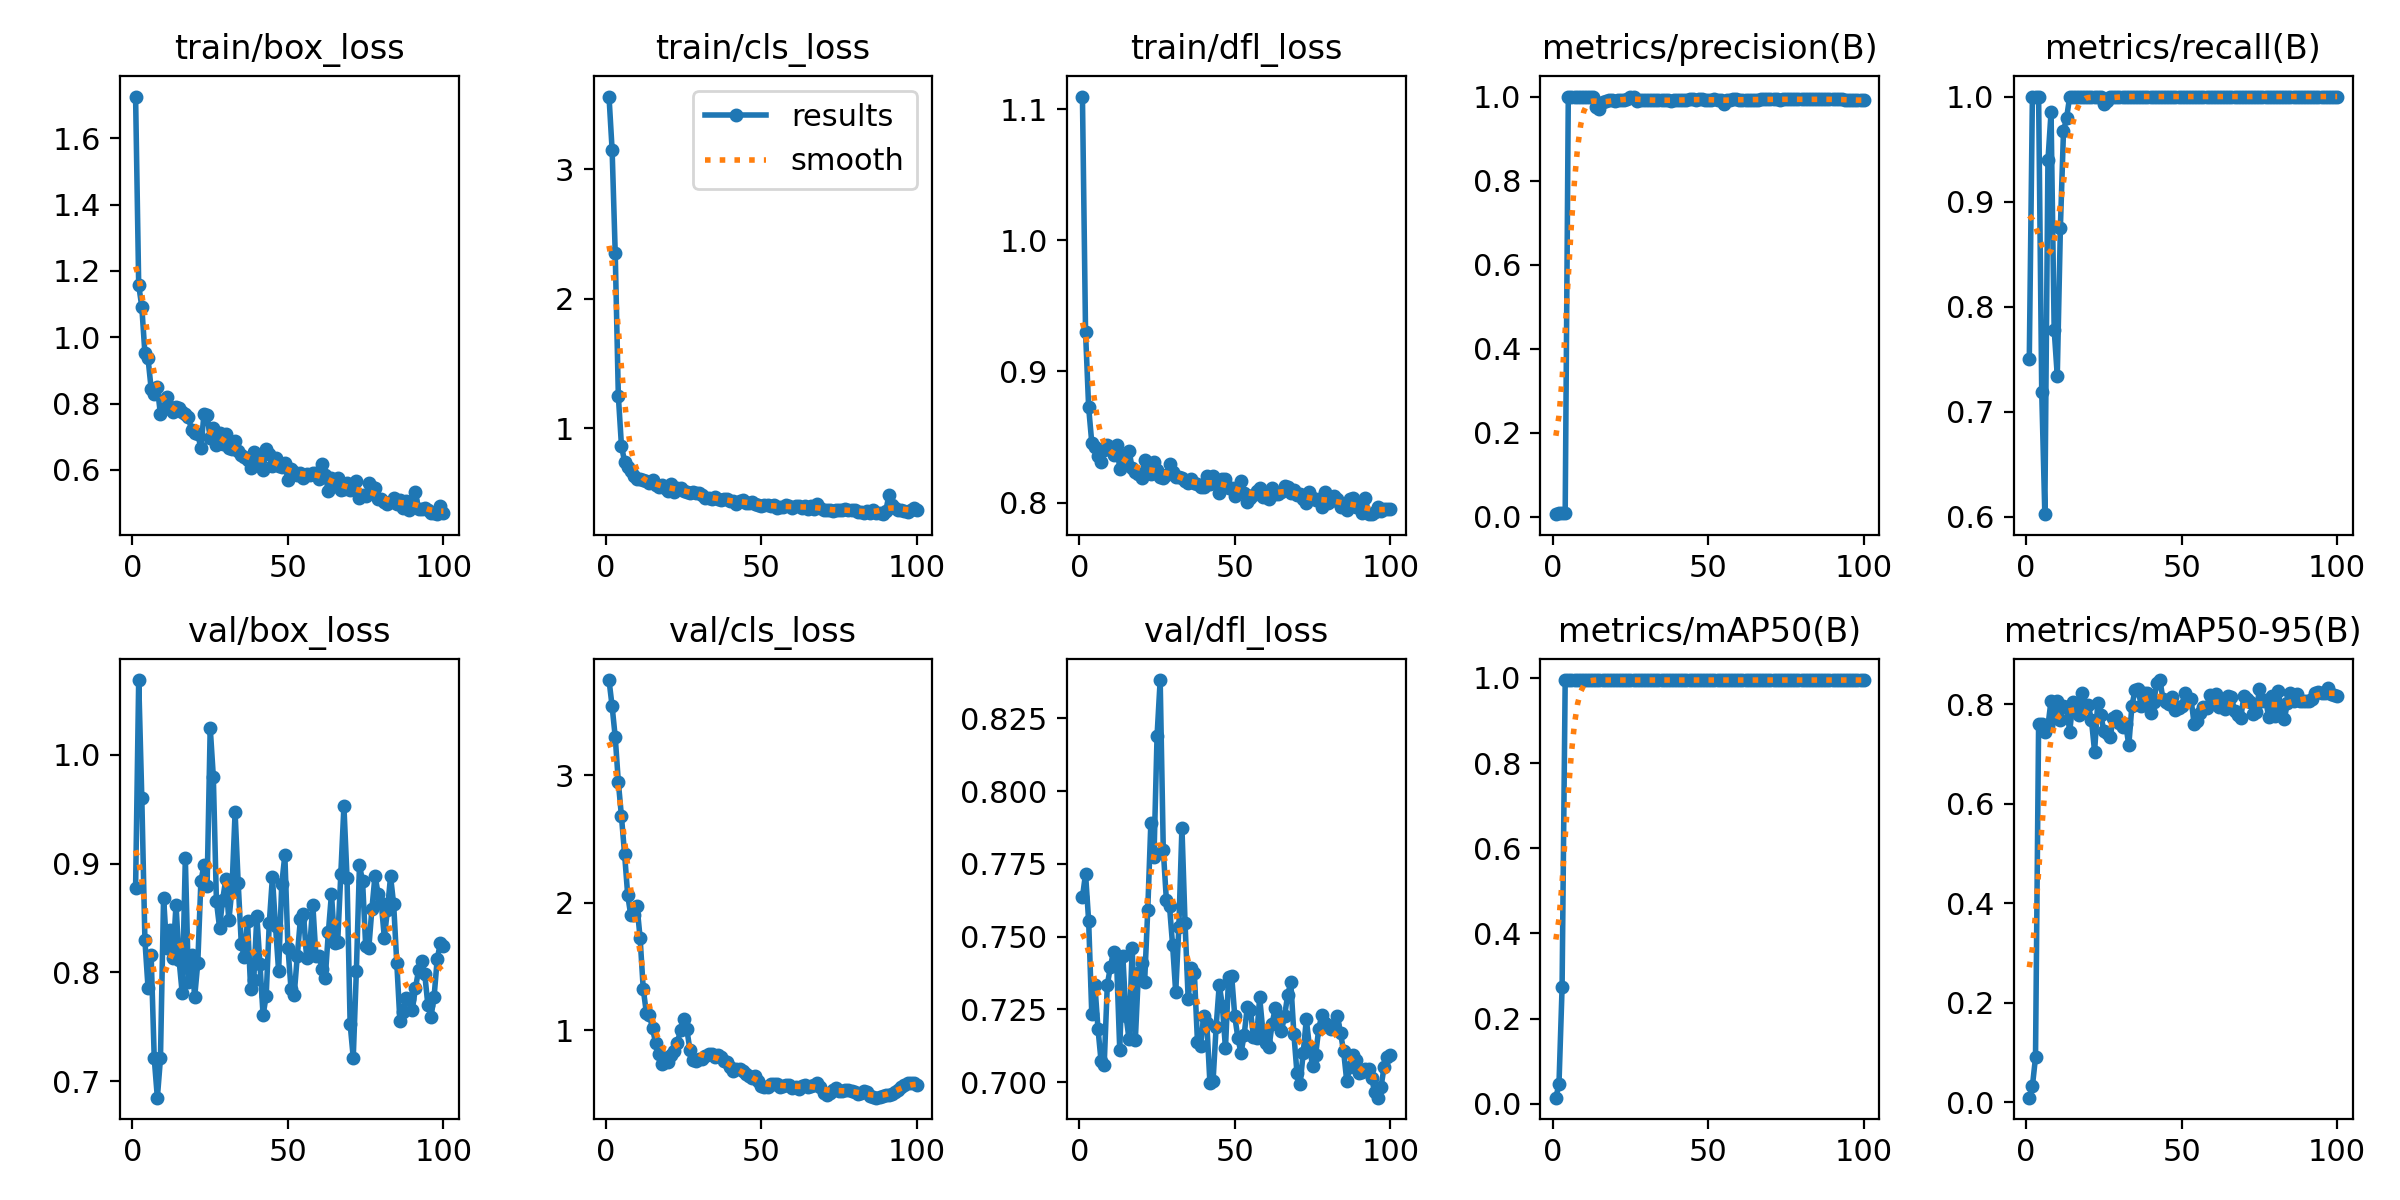 train/box_loss
1.6
1.4
1.2
1.0
0.8
0.6
0 50 100
train/cls_loss
results
smooth
3
2
1
0 50 100
train/dfl_loss
1.1
1.0
0.9
0.8
0 50 100
metrics/precision(B)
1.0
0.8
0.6
0.4
0.2
0.0
0 50 100
metrics/recall(B)
1.0
0.9
0.8
0.7
0.6
0 50 100
val/box_loss
1.0
0.9
0.8
0.7
0 50 100
val/cls_loss
3
2
1
0 50 100
val/dfl_loss
0.825
0.800
0.775
0.750
0.725
0.700
0 50 100
metrics/mAP50(B)
1.0
0.8
0.6
0.4
0.2
0.0
0 50 100
metrics/mAP50-95(B)
0.8
0.6
0.4
0.2
0.0
0 50 100